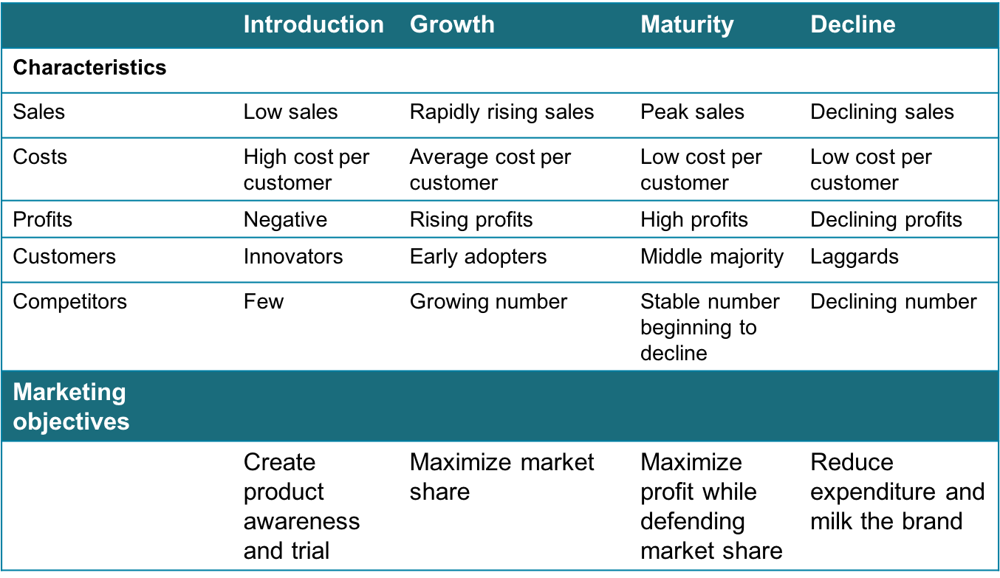 Introduction Growth Maturity Decline
Characteristics
Sales Low sales Rapidly rising sales Peak sales Declining sales
Costs High cost per Average cost per Low cost per Low cost per
customer customer customer customer
Profits Negative Rising profits High profits Declining profits
Customers Innovators Early adopters Middle majority Laggards
Competitors Few Growing number Stable number Declining number
beginning to
decline
Marketing
objectives
Create Maximize market Maximize Reduce
product share profit while expenditure and
awareness defending milk the brand
and trial market share